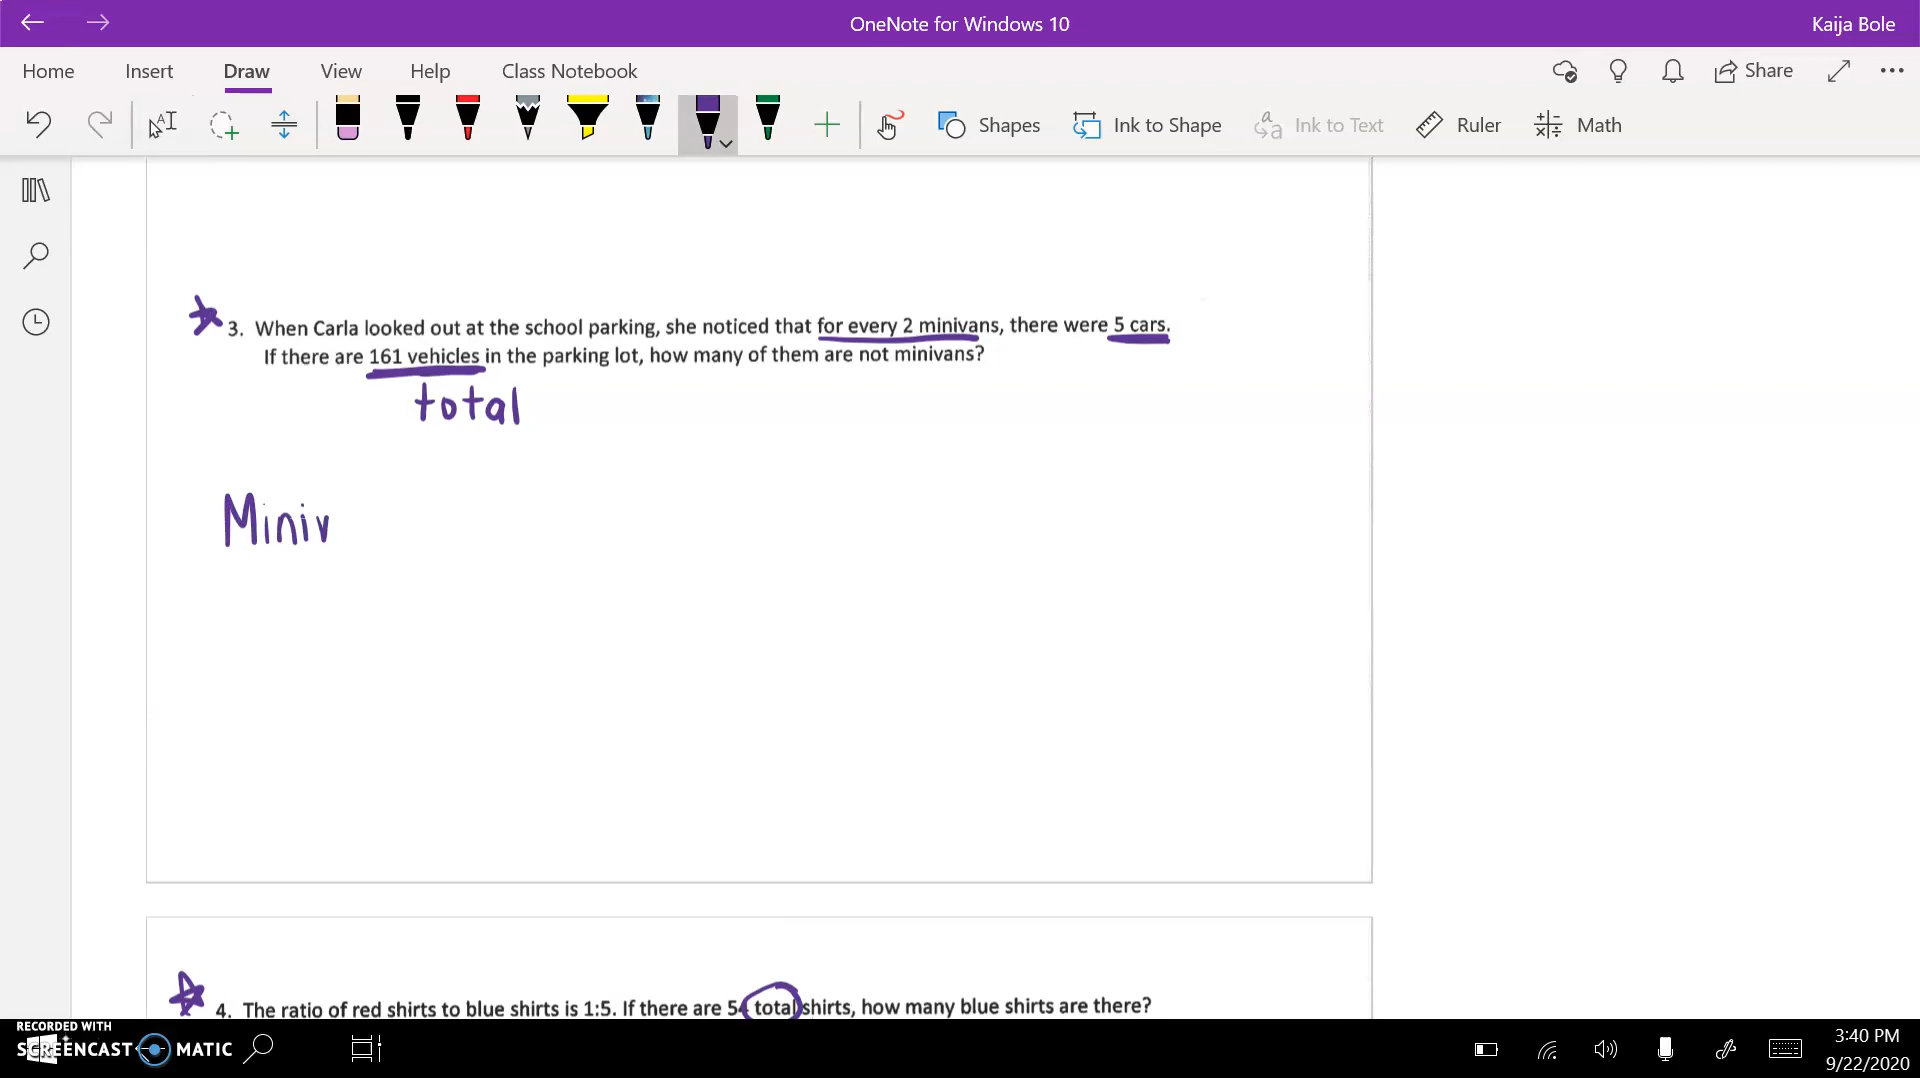 OneNote for Windows 10
Kaija Bole
Home Insert Draw View Help Class Notebook Share
Shapes Ink to Shape Ink to Text Ruler Math
3. When Carla looked out at the school parking, she noticed that for every 2 minivans, there were 5 cars.
If there are 161 vehicles in the parking lot, how many of them are not minivans?
total
Miniv
4. The ratio of red shirts to blue shirts is 1:5. If there are 54 total shirts, how many blue shirts are there?
RECORDED WITH
SCREENCAST MATIC
3:40 PM
9/22/2020